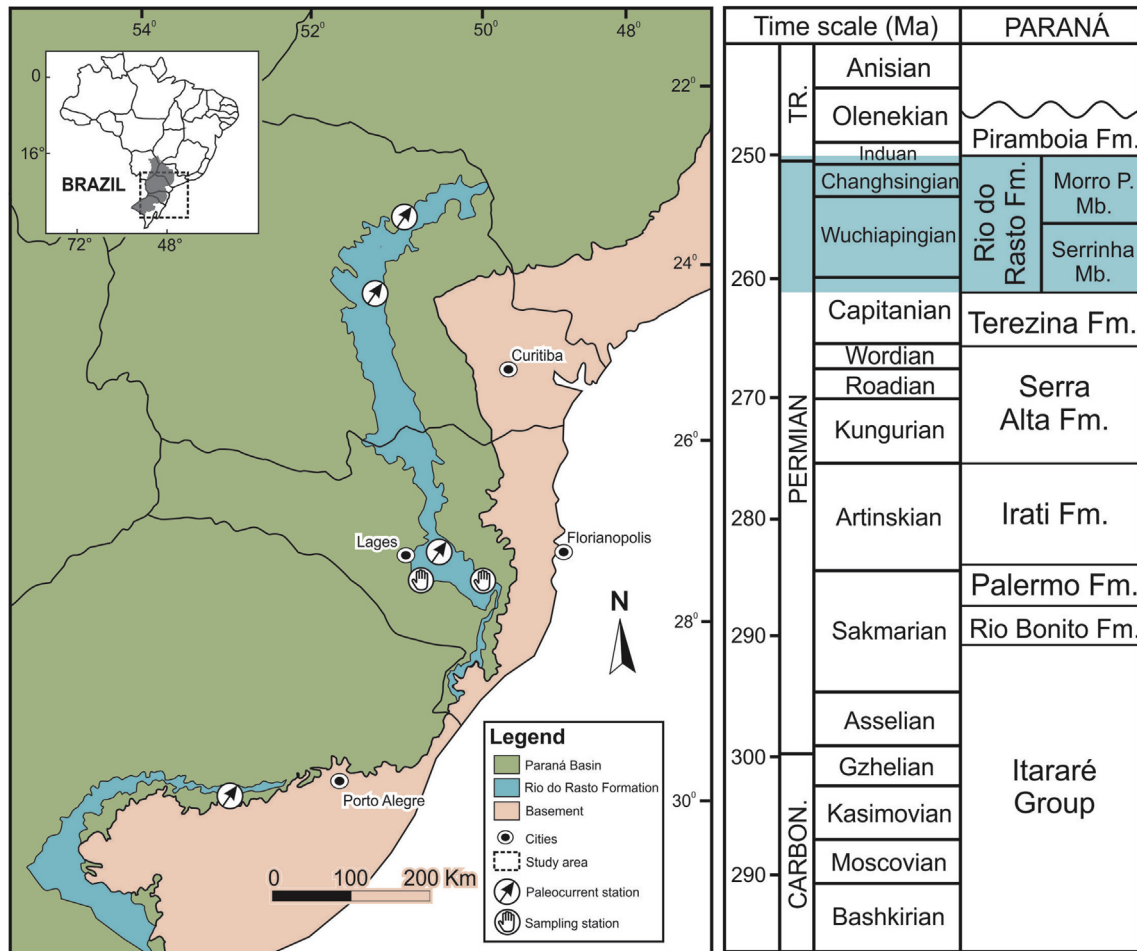 54°
52°
50°
48°
0
16°
BRAZIL
72°
48°
22°
24°
26°
28°
30°
Curitiba
Lages
Florianopolis
Porto Alegre
N
0 100 200 Km
Legend
Paraná Basin
Rio do Rasto Formation
Basement
Cities
Study area
Paleocurrent station
Sampling station
Time scale (Ma)
PARANÁ
TR.
PERMIAN
CARBON.
250
260
270
280
290
300
290
Anisian
Olenekian
Induan
Changhsingian
Wuchiapingian
Capitanian
Wordian
Roadian
Kungurian
Artinskian
Sakmarian
Asselian
Gzhelian
Kasimovian
Moscovian
Bashkirian
Piramboia Fm.
Rio do
Rasto Fm.
Morro P.
Mb.
Serrinha
Mb.
Terezina Fm.
Serra
Alta Fm.
Irati Fm.
Palermo Fm.
Rio Bonito Fm.
Itararé
Group